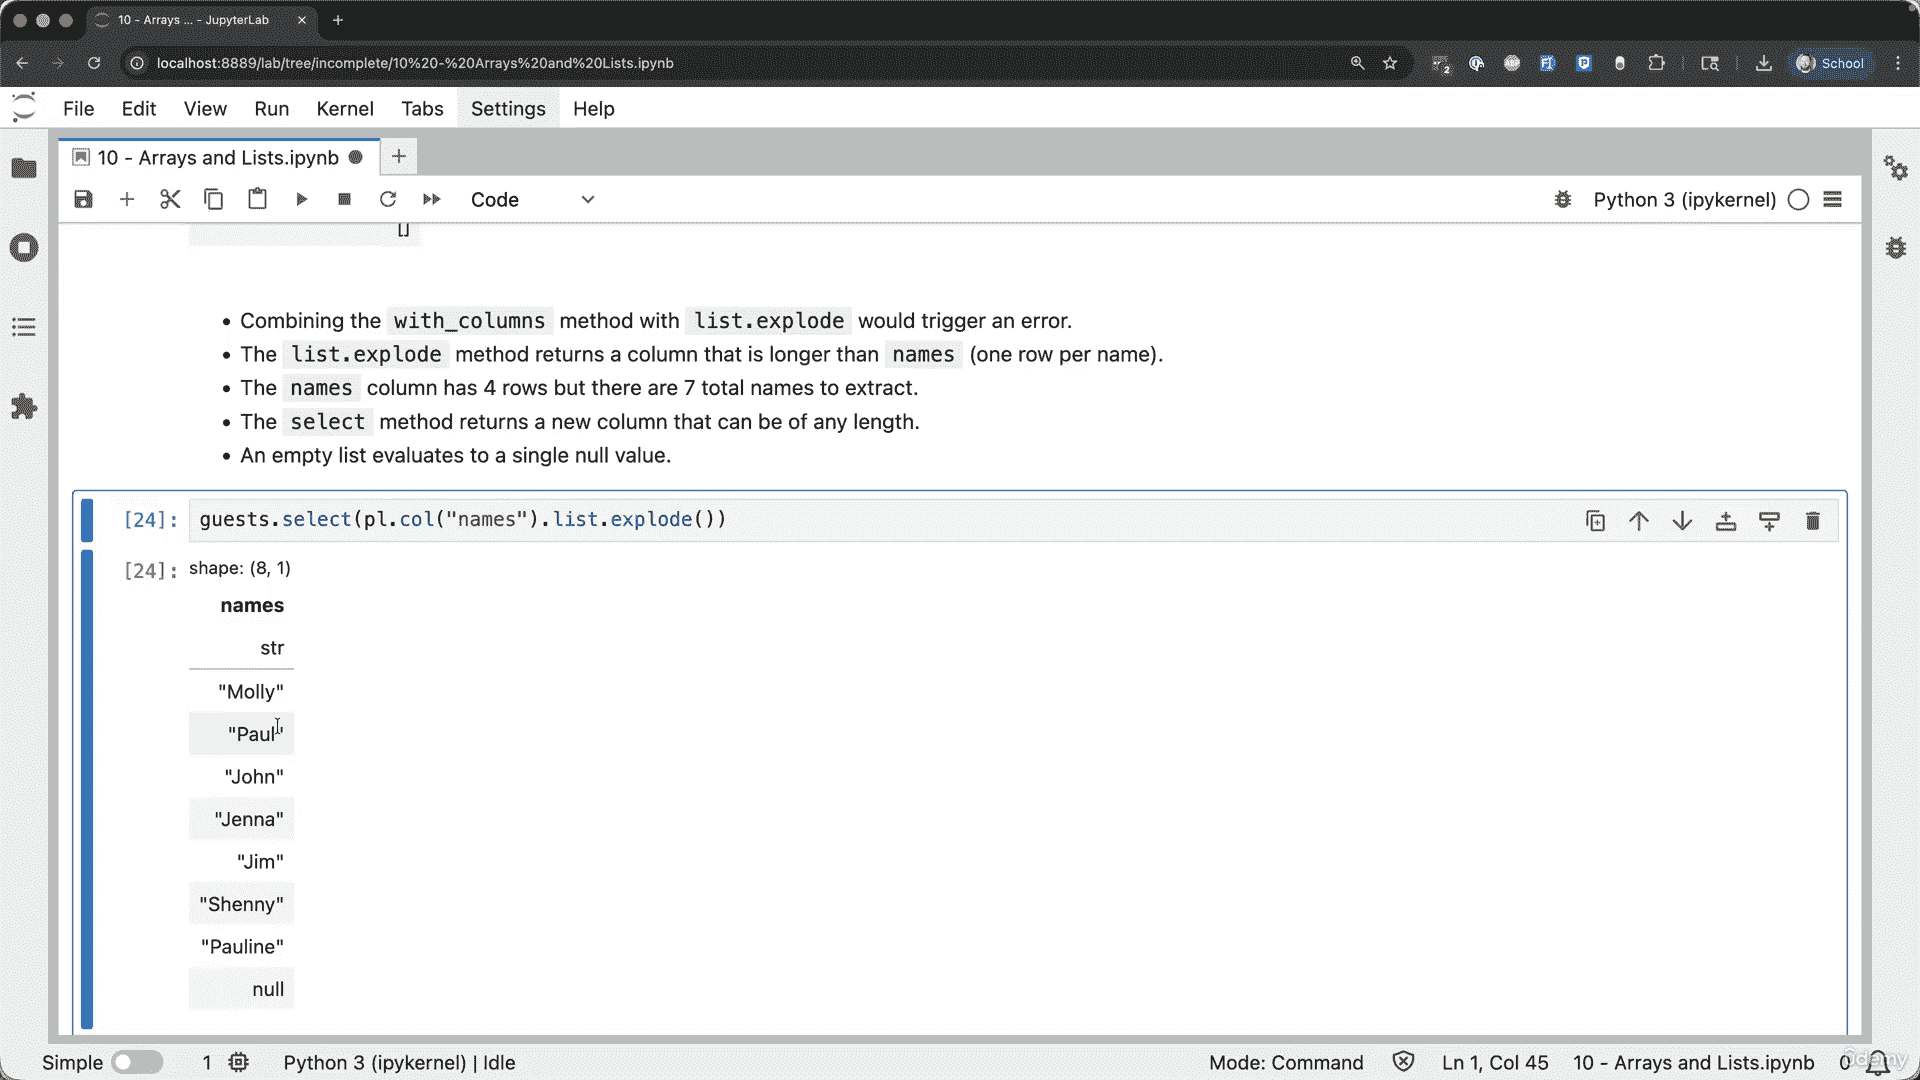 10 - Arrays ... - JupyterLab
localhost:8889/lab/tree/incomplete/10%20-%20Arrays%20and%20Lists.ipynb
2
ABP
School
File Edit View Run Kernel Tabs Settings Help
10 - Arrays and Lists.ipynb
Code
Python 3 (ipykernel)
[]
• Combining the with_columns method with list.explode would trigger an error.
• The list.explode method returns a column that is longer than names (one row per name).
• The names column has 4 rows but there are 7 total names to extract.
• The select method returns a new column that can be of any length.
• An empty list evaluates to a single null value.
[24]: guests.select(pl.col("names").list.explode())
[24]: shape: (8, 1)
names
str
"Molly"
"Paul"
"John"
"Jenna"
"Jim"
"Shenny"
"Pauline"
null
Simple 1 Python 3 (ipykernel) | Idle Mode: Command Ln 1, Col 45 10 - Arrays and Lists.ipynb 0
Udemy